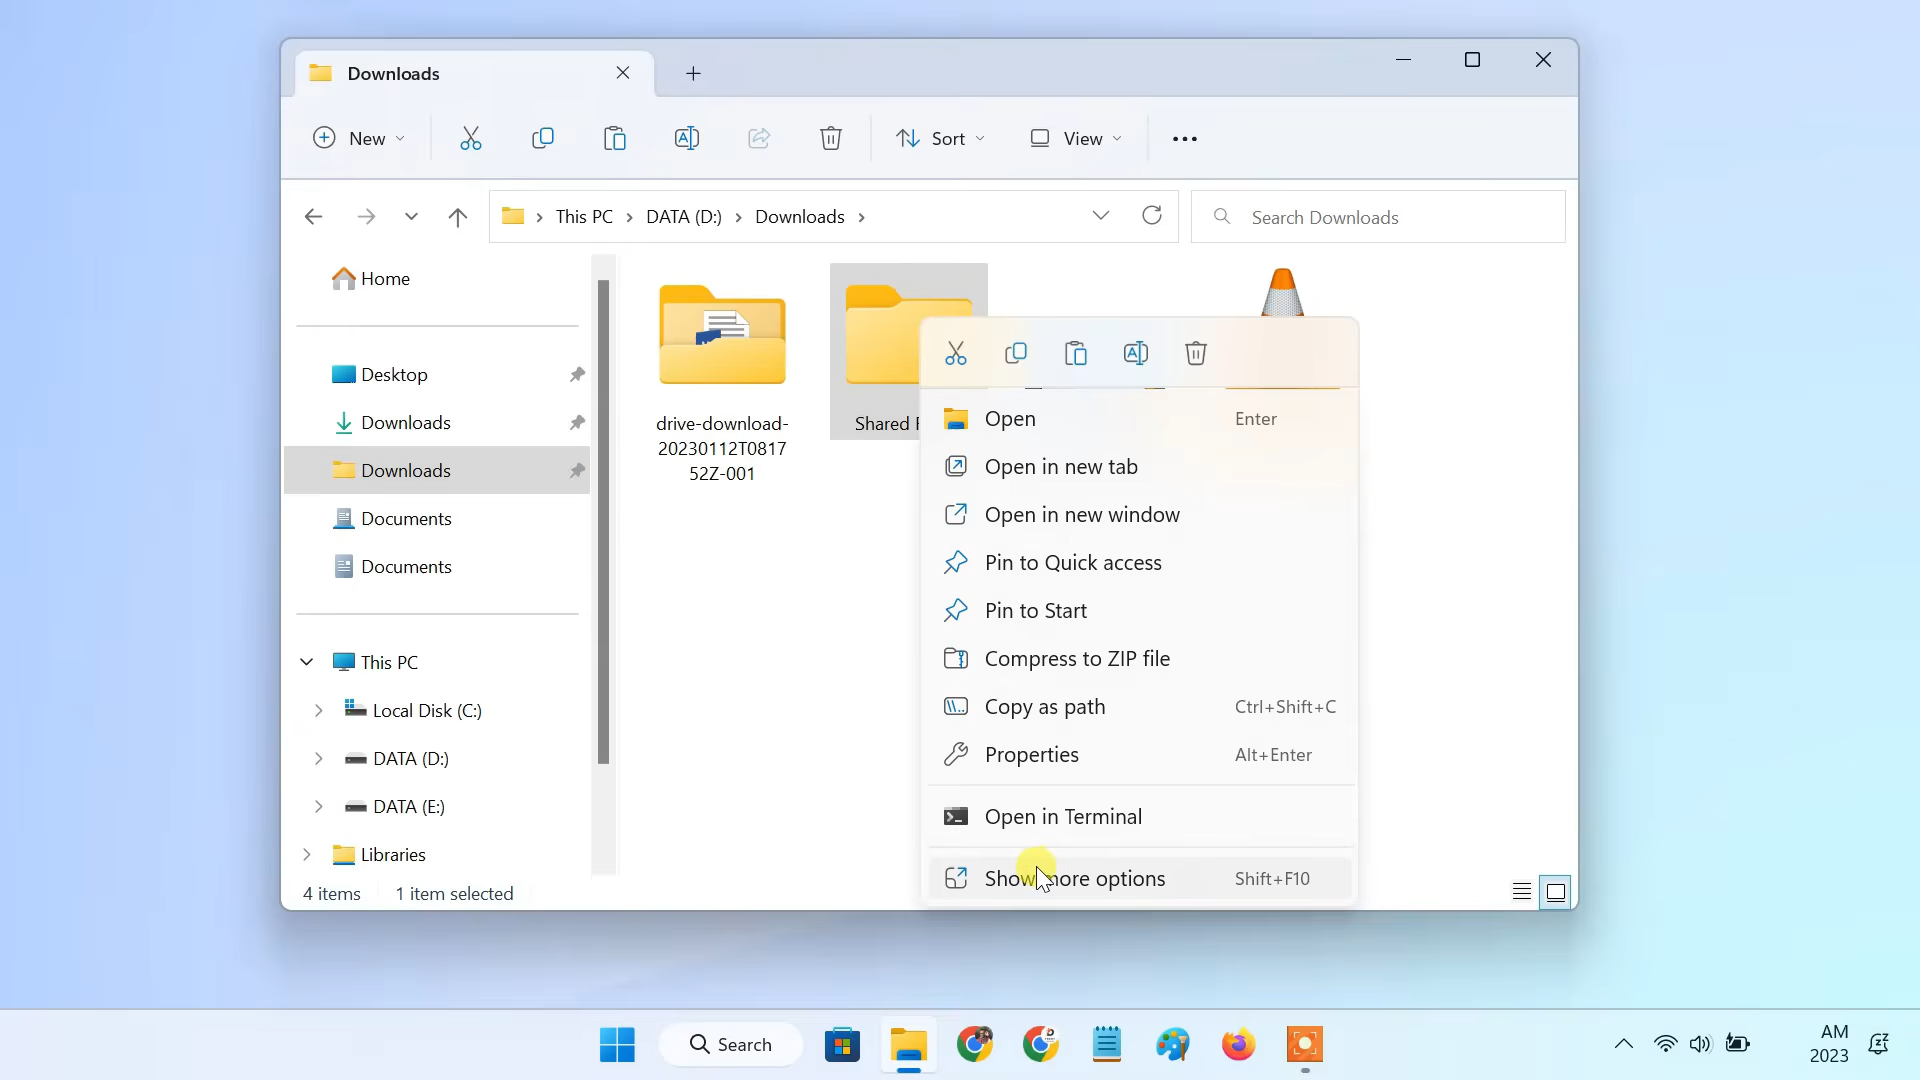 Downloads
New
Sort
View
This PC
DATA (D:)
Downloads
Search Downloads
Home
Desktop
Downloads
Downloads
Documents
Documents
This PC
Local Disk (C:)
DATA (D:)
DATA (E:)
Libraries
4 items
1 item selected
drive-download-
20230112T0817
52Z-001
Shared
Open Enter
Open in new tab
Open in new window
Pin to Quick access
Pin to Start
Compress to ZIP file
Copy as path Ctrl+Shift+C
Properties Alt+Enter
Open in Terminal
Show more options Shift+F10
Search
AM
2023